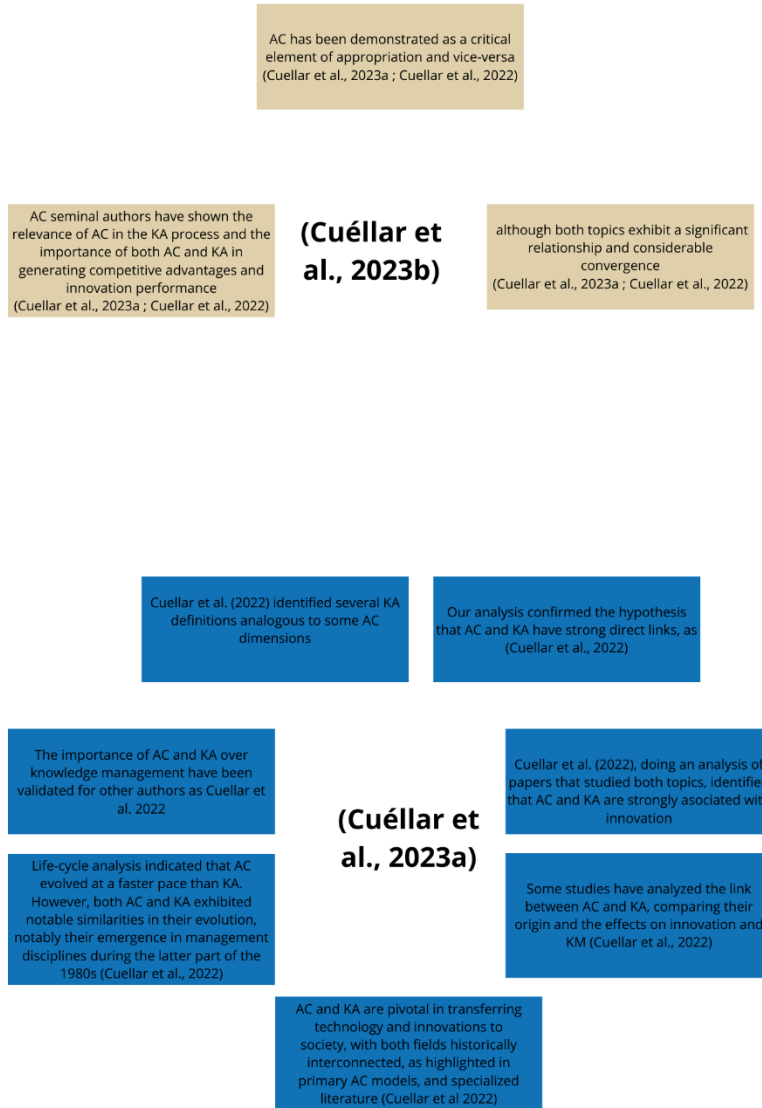 AC has been demonstrated as a critical
element of appropriation and vice-versa
(Cuellar et al., 2023a ; Cuellar et al., 2022)
AC seminal authors have shown the
relevance of AC in the KA process and the
importance of both AC and KA in
generating competitive advantages and
innovation performance
(Cuellar et al., 2023a ; Cuellar et al., 2022)
(Cuéllar et
al., 2023b)
although both topics exhibit a significant
relationship and considerable
convergence
(Cuellar et al., 2023a ; Cuellar et al., 2022)
Cuellar et al. (2022) identified several KA
definitions analogous to some AC
dimensions
Our analysis confirmed the hypothesis
that AC and KA have strong direct links, as
(Cuellar et al., 2022)
The importance of AC and KA over
knowledge management have been
validated for other authors as Cuellar et
al. 2022
(Cuéllar et
al., 2023a)
Cuellar et al. (2022), doing an analysis of
papers that studied both topics, identifie
that AC and KA are strongly asociated wit
innovation
Life-cycle analysis indicated that AC
evolved at a faster pace than KA.
However, both AC and KA exhibited
notable similarities in their evolution,
notably their emergence in management
disciplines during the latter part of the
1980s (Cuellar et al., 2022)
Some studies have analyzed the link
between AC and KA, comparing their
origin and the effects on innovation and
KM (Cuellar et al., 2022)
AC and KA are pivotal in transferring
technology and innovations to
society, with both fields historically
interconnected, as highlighted in
primary AC models, and specialized
literature (Cuellar et al 2022)